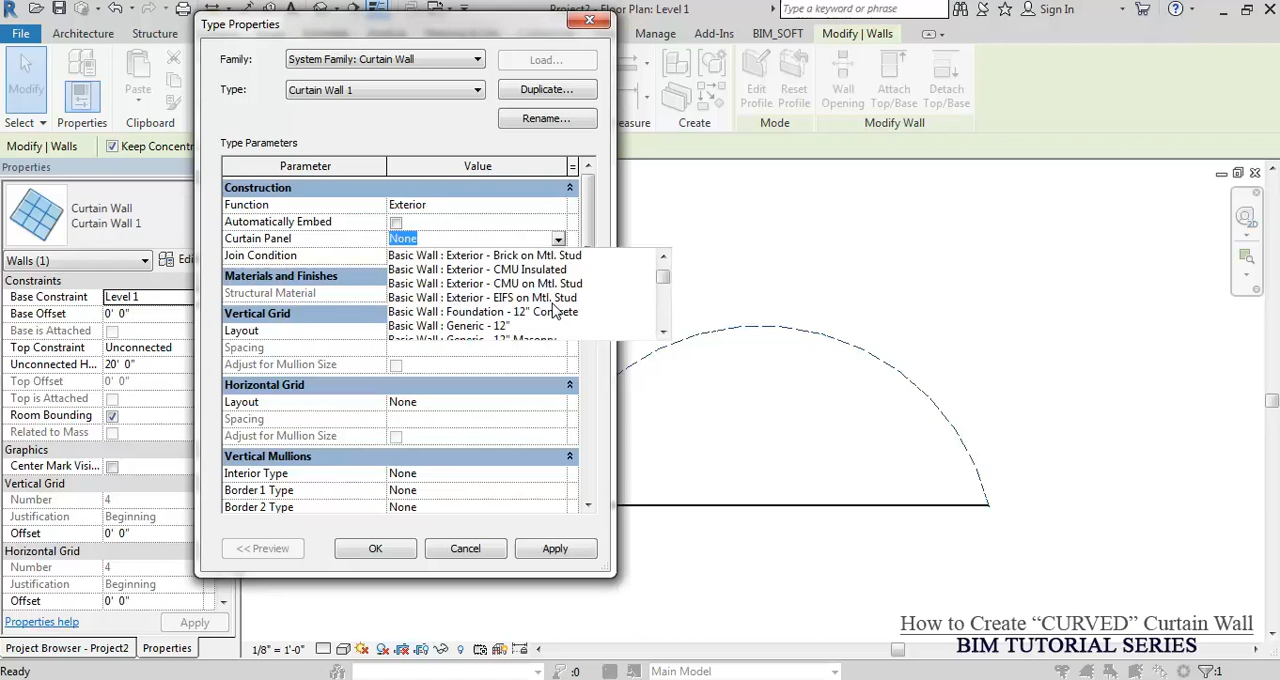 Project2 - Floor Plan: Level 1
Type a keyword or phrase
Sign In
File
Architecture
Structure
Manage
Add-Ins
BIM_SOFT
Modify | Walls
Modify
Properties
Paste
Edit
Profile
Reset
Profile
Wall
Opening
Attach
Top/Base
Detach
Top/Base
Select
Properties
Clipboard
Create
Mode
Modify Wall
Modify | Walls
Keep Concentr
Properties
Curtain Wall
Curtain Wall 1
Walls (1)
Constraints
Base Constraint
Level 1
Base Offset
0' 0"
Base is Attached
Top Constraint
Unconnected
Unconnected H...
20' 0"
Top Offset
0' 0"
Top is Attached
Room Bounding
Related to Mass
Graphics
Center Mark Visi...
Vertical Grid
Number
4
Justification
Beginning
Offset
0' 0"
Horizontal Grid
Number
4
Justification
Beginning
Offset
0' 0"
Properties help
Apply
Project Browser - Project2
Properties
Ready
Type Properties
Family:
System Family: Curtain Wall
Load...
Type:
Curtain Wall 1
Duplicate...
Rename...
Type Parameters
Parameter
Value
=
Construction
Function
Exterior
Automatically Embed
Curtain Panel
None
Join Condition
Basic Wall : Exterior - Brick on Mtl. Stud
Basic Wall : Exterior - CMU Insulated
Basic Wall : Exterior - CMU on Mtl. Stud
Basic Wall : Exterior - EIFS on Mtl. Stud
Basic Wall : Foundation - 12" Concrete
Basic Wall : Generic - 12"
Basic Wall : Generic - 12" Masonry
Materials and Finishes
Structural Material
Vertical Grid
Layout
Spacing
Adjust for Mullion Size
Horizontal Grid
Layout
None
Spacing
Adjust for Mullion Size
Vertical Mullions
Interior Type
None
Border 1 Type
None
Border 2 Type
None
<< Preview
OK
Cancel
Apply
1/8" = 1'-0"
:0
Main Model
:1
How to Create “CURVED” Curtain Wall
BIM TUTORIAL SERIES